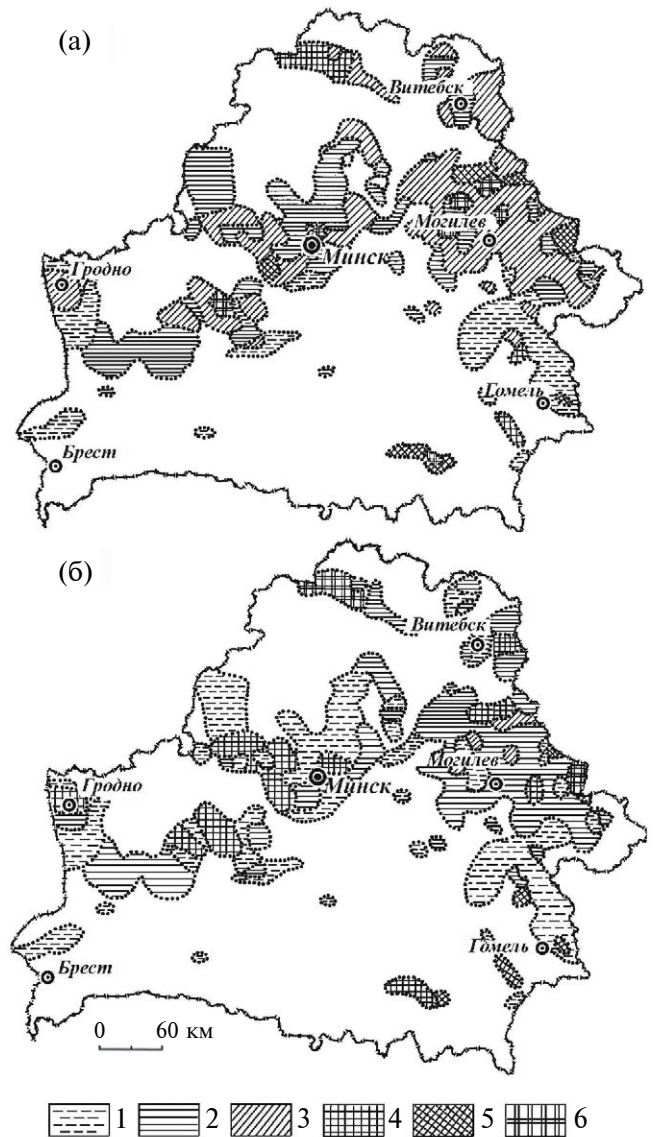 (а)
Витебск
Могилев
Минск
Гродно
Гомель
Брест
(б)
Витебск
Могилев
Минск
Гродно
Гомель
Брест
0 60 км
1 2 3 4 5 6